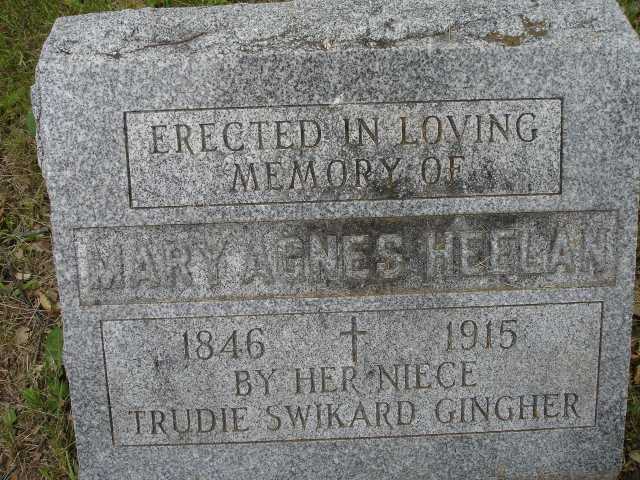 ERECTED IN LOVING
MEMORY OF
MARY AGNES HEELAN
1846 1915
BY HER NIECE
TRUDIE SWIKARD GINGHER